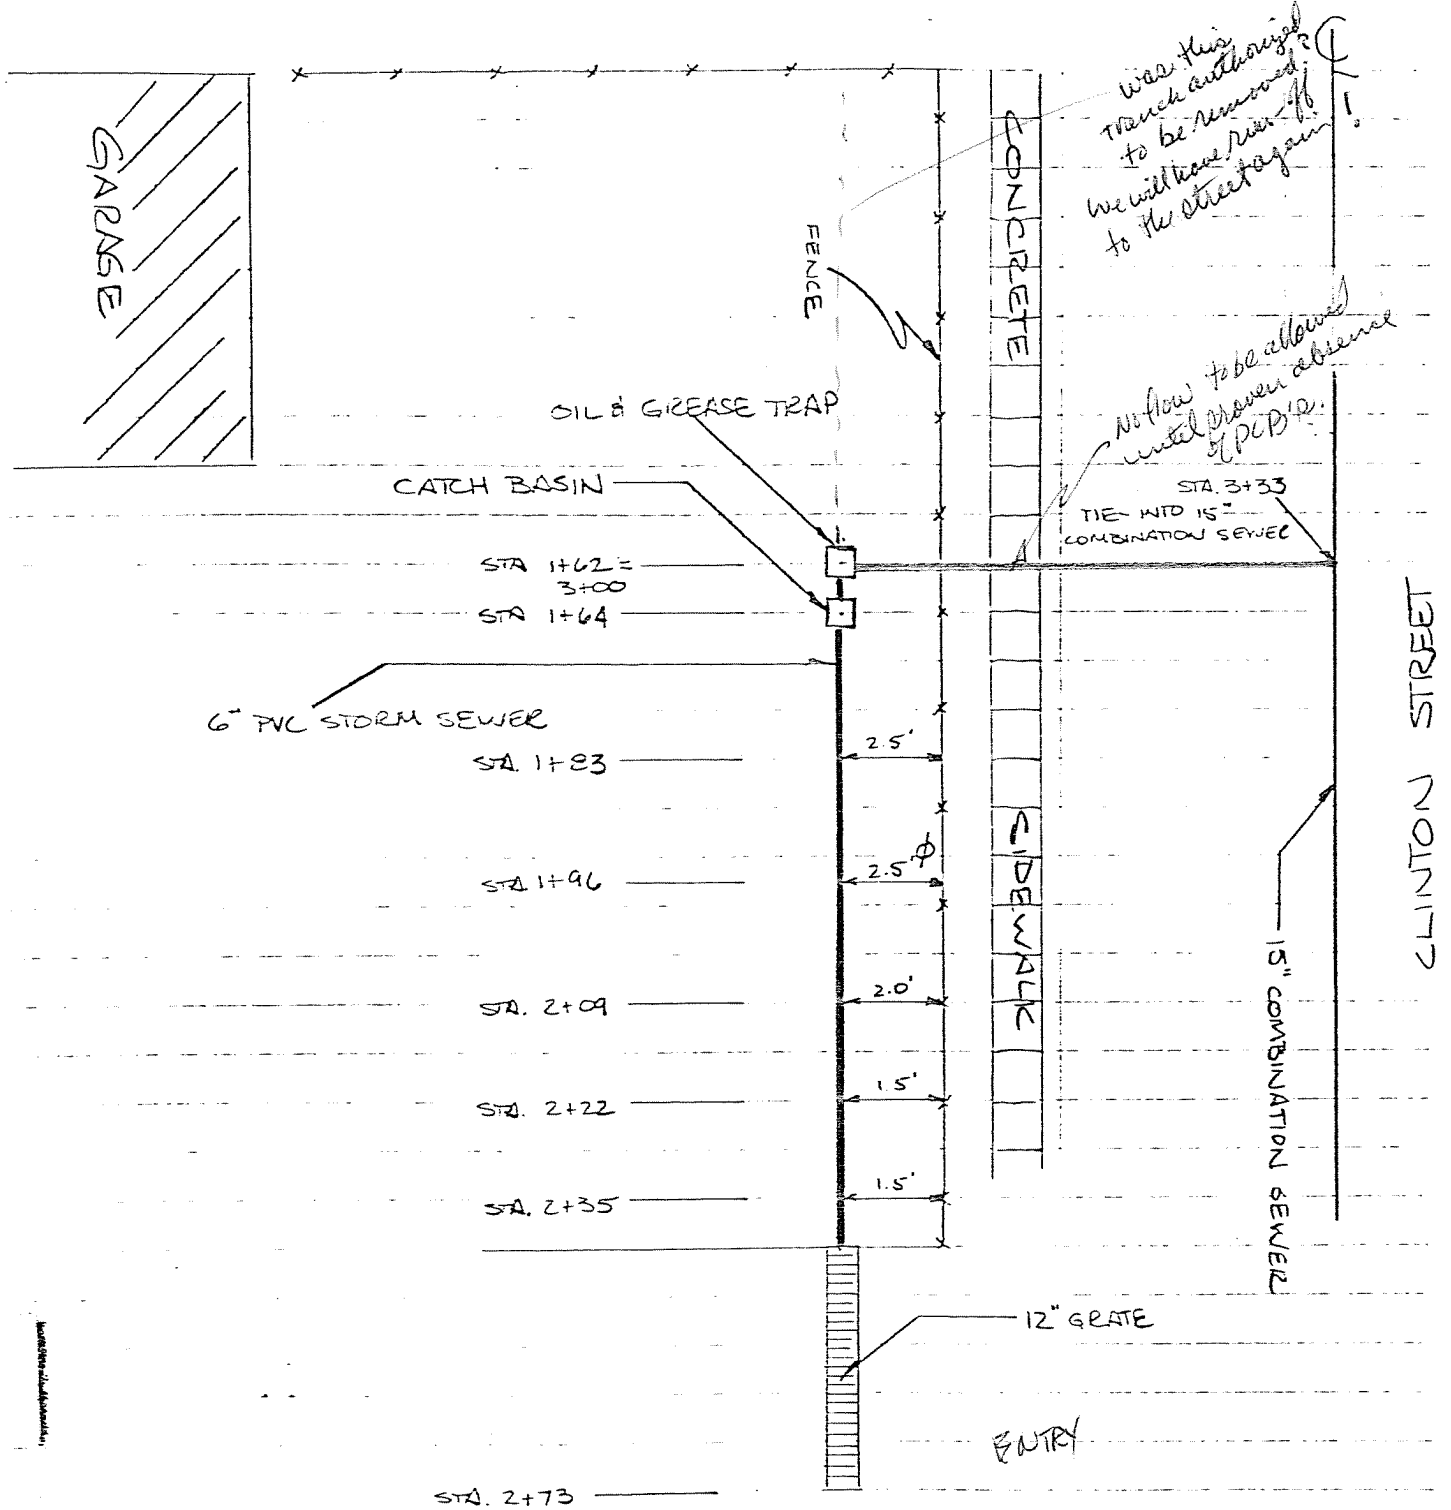 was this
trench authorized
to be removed?
We will have run-off
to the street again!
CL
GARAGE
CONCRETE
FENCE
No flow to be allowed
until proven absence
of PCB's.
OIL & GREASE TRAP
CATCH BASIN
STA. 3+33
TIE INTO 15"
COMBINATION SEWER
STA 1+62 =
3+00
STA 1+64
6" PVC STORM SEWER
CLINTON STREET
STA. 1+83
2.5'
STA 1+96
2.5'
SIDEWALK
15" COMBINATION SEWER
STA. 2+09
2.0'
STA. 2+22
1.5'
STA. 2+35
1.5'
12" GRATE
ENTRY
STA. 2+73